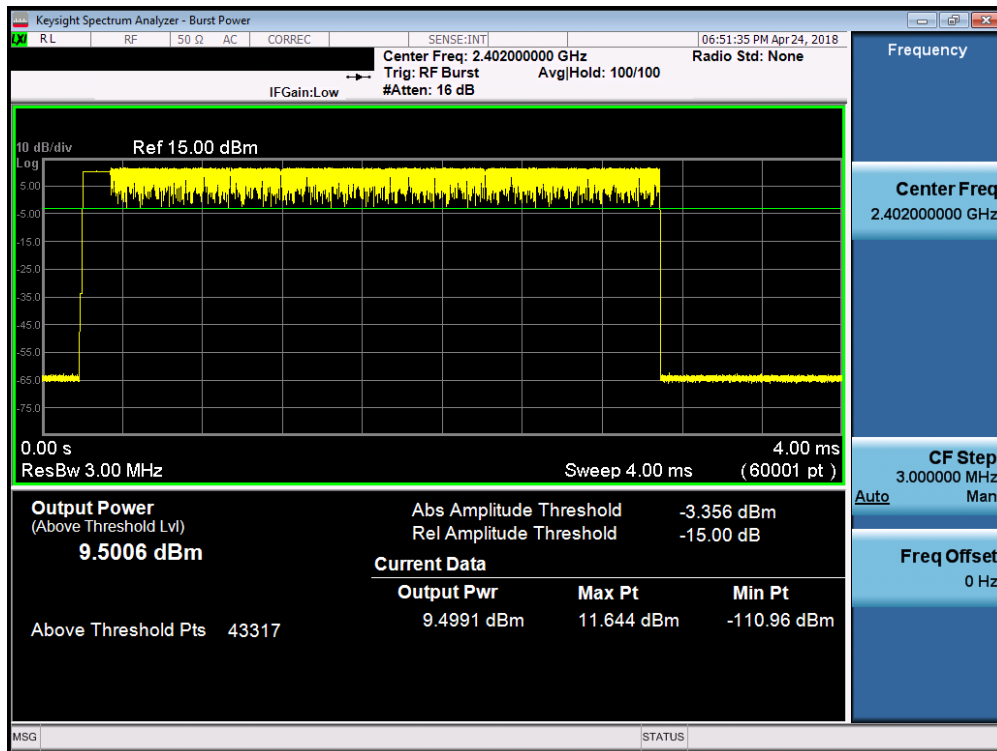 Keysight Spectrum Analyzer - Burst Power
LXI RL RF 50 Ω AC CORREC SENSE:INT 06:51:35 PM Apr 24, 2018
Center Freq: 2.402000000 GHz Radio Std: None
Trig: RF Burst Avg|Hold: 100/100
IFGain:Low #Atten: 16 dB
10 dB/div Ref 15.00 dBm
Log
5.00
-5.00
-15.0
-25.0
-35.0
-45.0
-55.0
-65.0
-75.0
0.00 s 4.00 ms
ResBw 3.00 MHz Sweep 4.00 ms (60001 pt)
Output Power
(Above Threshold Lvl)
9.5006 dBm
Above Threshold Pts 43317
Abs Amplitude Threshold -3.356 dBm
Rel Amplitude Threshold -15.00 dB
Current Data
Output Pwr Max Pt Min Pt
9.4991 dBm 11.644 dBm -110.96 dBm
Frequency
Center Freq
2.402000000 GHz
CF Step
3.000000 MHz
Auto Man
Freq Offset
0 Hz
MSG STATUS